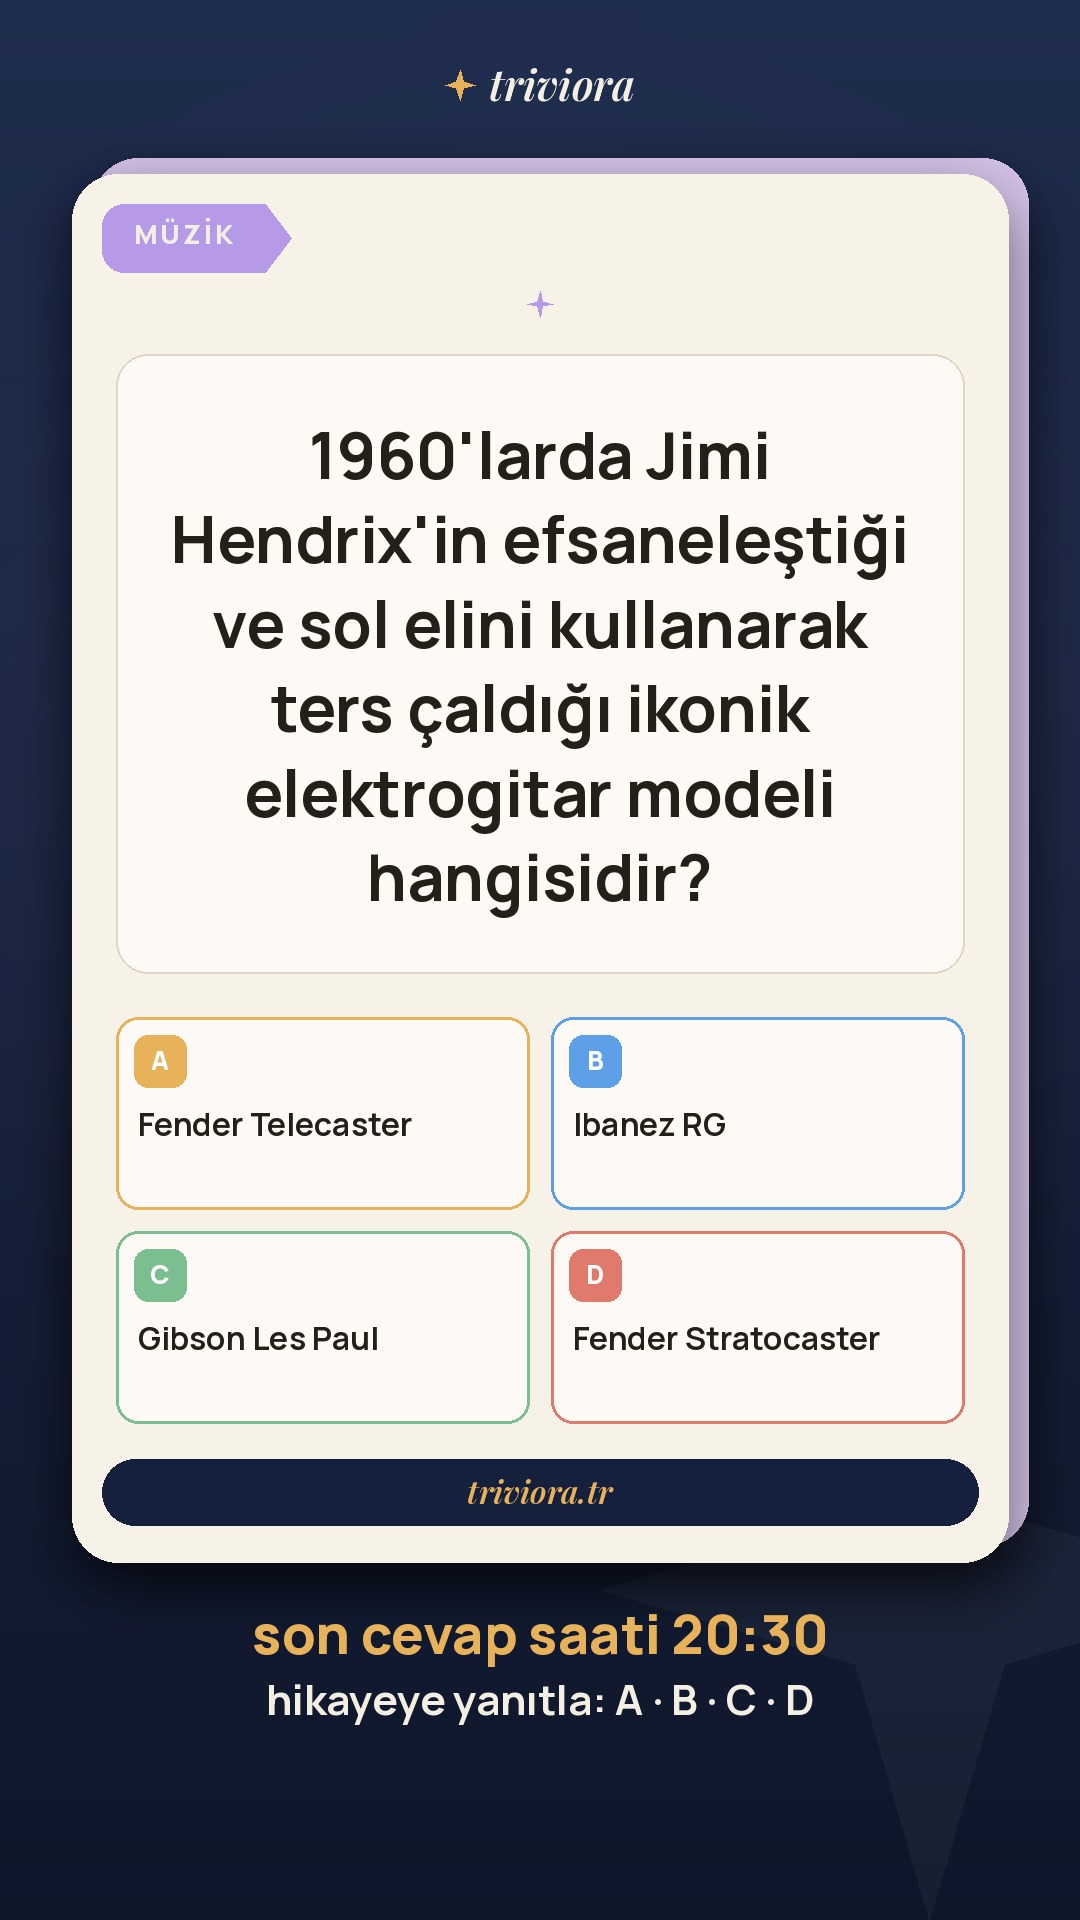 triviora
MÜZİK
1960'larda Jimi
Hendrix'in efsaneleştiği
ve sol elini kullanarak
ters çaldığı ikonik
elektrogitar modeli
hangisidir?
A
Fender Telecaster
B
Ibanez RG
C
Gibson Les Paul
D
Fender Stratocaster
triviora.tr
son cevap saati 20:30
hikayeye yanıtla: A · B · C · D